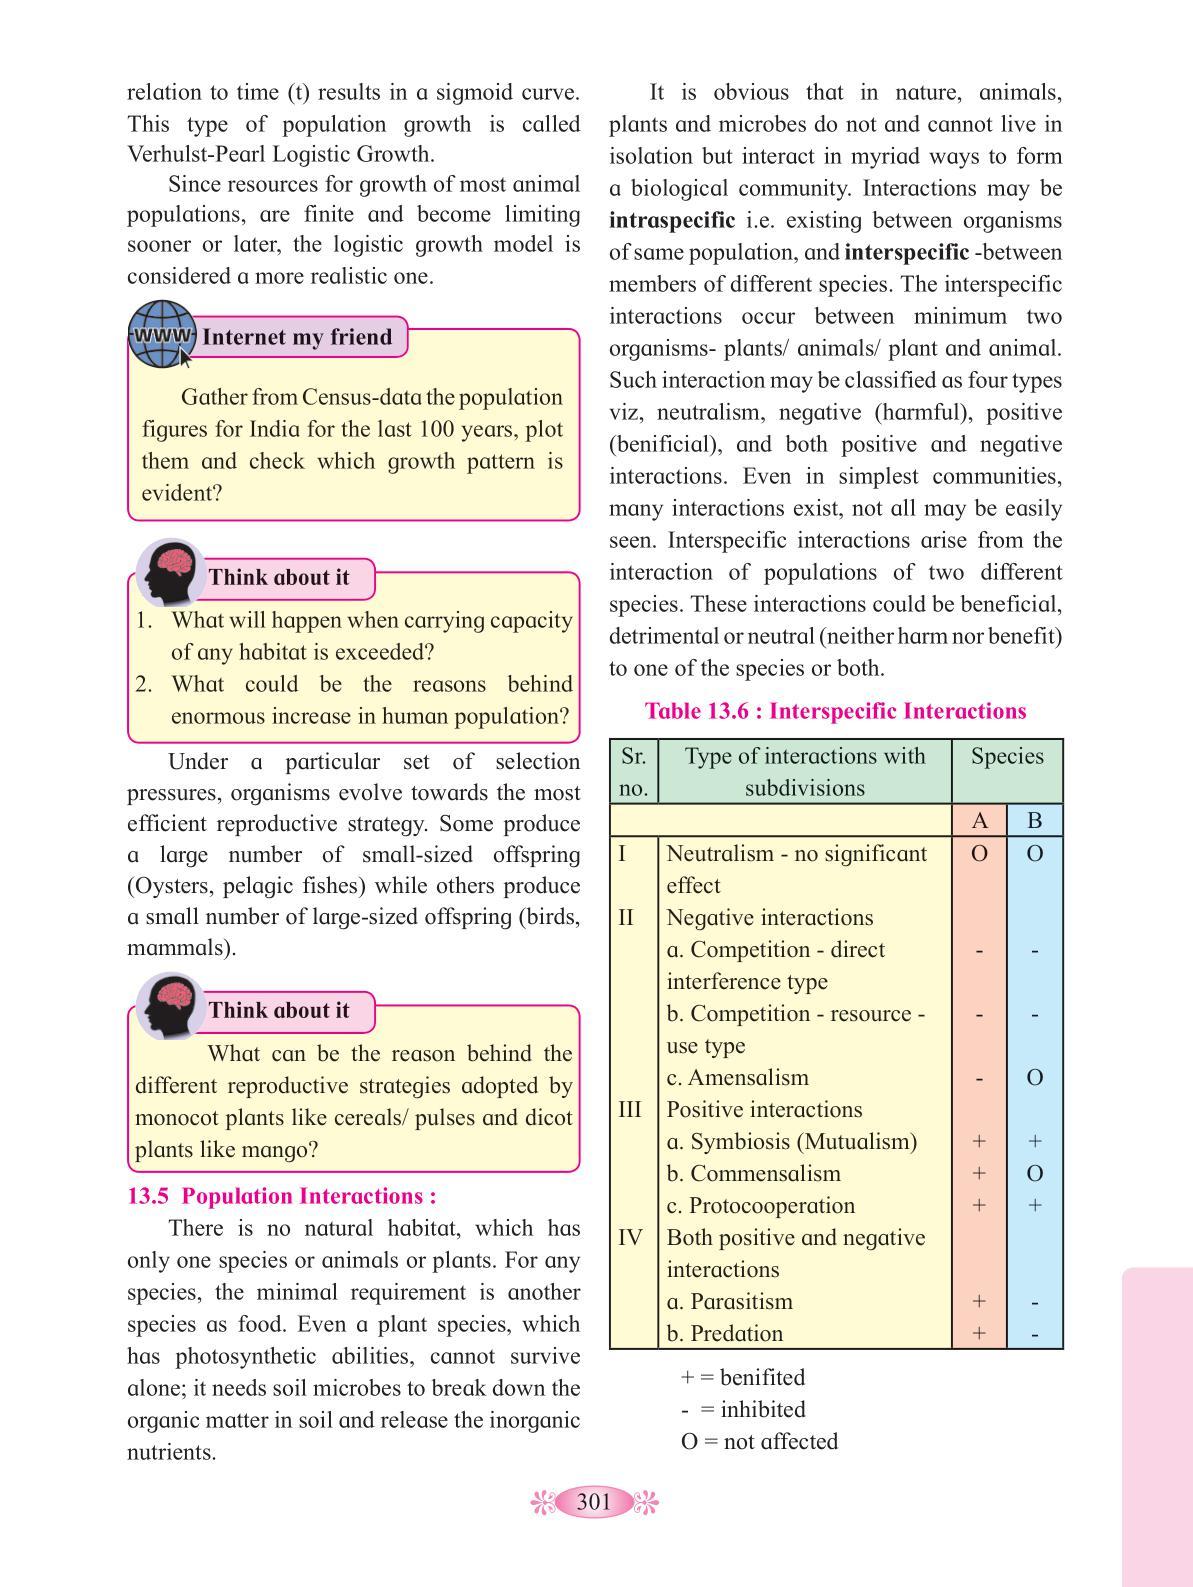 relation to time (t) results in a sigmoid curve.
This type of population growth is called
Verhulst-Pearl Logistic Growth.
Since resources for growth of most animal
populations, are finite and become limiting
sooner or later, the logistic growth model is
considered a more realistic one.
www
Internet my friend
Gather from Census-data the population
figures for India for the last 100 years, plot
them and check which growth pattern is
evident?
Think about it
1. What will happen when carrying capacity
of any habitat is exceeded?
2. What could be the reasons behind
enormous increase in human population?
Under a particular set of selection
pressures, organisms evolve towards the most
efficient reproductive strategy. Some produce
a large number of small-sized offspring
(Oysters, pelagic fishes) while others produce
a small number of large-sized offspring (birds,
mammals).
Think about it
What can be the reason behind the
different reproductive strategies adopted by
monocot plants like cereals/ pulses and dicot
plants like mango?
13.5 Population Interactions :
There is no natural habitat, which has
only one species or animals or plants. For any
species, the minimal requirement is another
species as food. Even a plant species, which
has photosynthetic abilities, cannot survive
alone; it needs soil microbes to break down the
organic matter in soil and release the inorganic
nutrients.
It is obvious that in nature, animals,
plants and microbes do not and cannot live in
isolation but interact in myriad ways to form
a biological community. Interactions may be
intraspecific i.e. existing between organisms
of same population, and interspecific -between
members of different species. The interspecific
interactions occur between minimum two
organisms- plants/ animals/ plant and animal.
Such interaction may be classified as four types
viz, neutralism, negative (harmful), positive
(benificial), and both positive and negative
interactions. Even in simplest communities,
many interactions exist, not all may be easily
seen. Interspecific interactions arise from the
interaction of populations of two different
species. These interactions could be beneficial,
detrimental or neutral (neither harm nor benefit)
to one of the species or both.
Table 13.6 : Interspecific Interactions
Sr. Type of interactions with Species
no. subdivisions
A B
I Neutralism - no significant O O
effect
II Negative interactions
a. Competition - direct - -
interference type
b. Competition - resource - - -
use type
c. Amensalism - O
III Positive interactions
a. Symbiosis (Mutualism) + +
b. Commensalism + O
c. Protocooperation + +
IV Both positive and negative
interactions
a. Parasitism + -
b. Predation + -
+ = benifited
- = inhibited
O = not affected
301